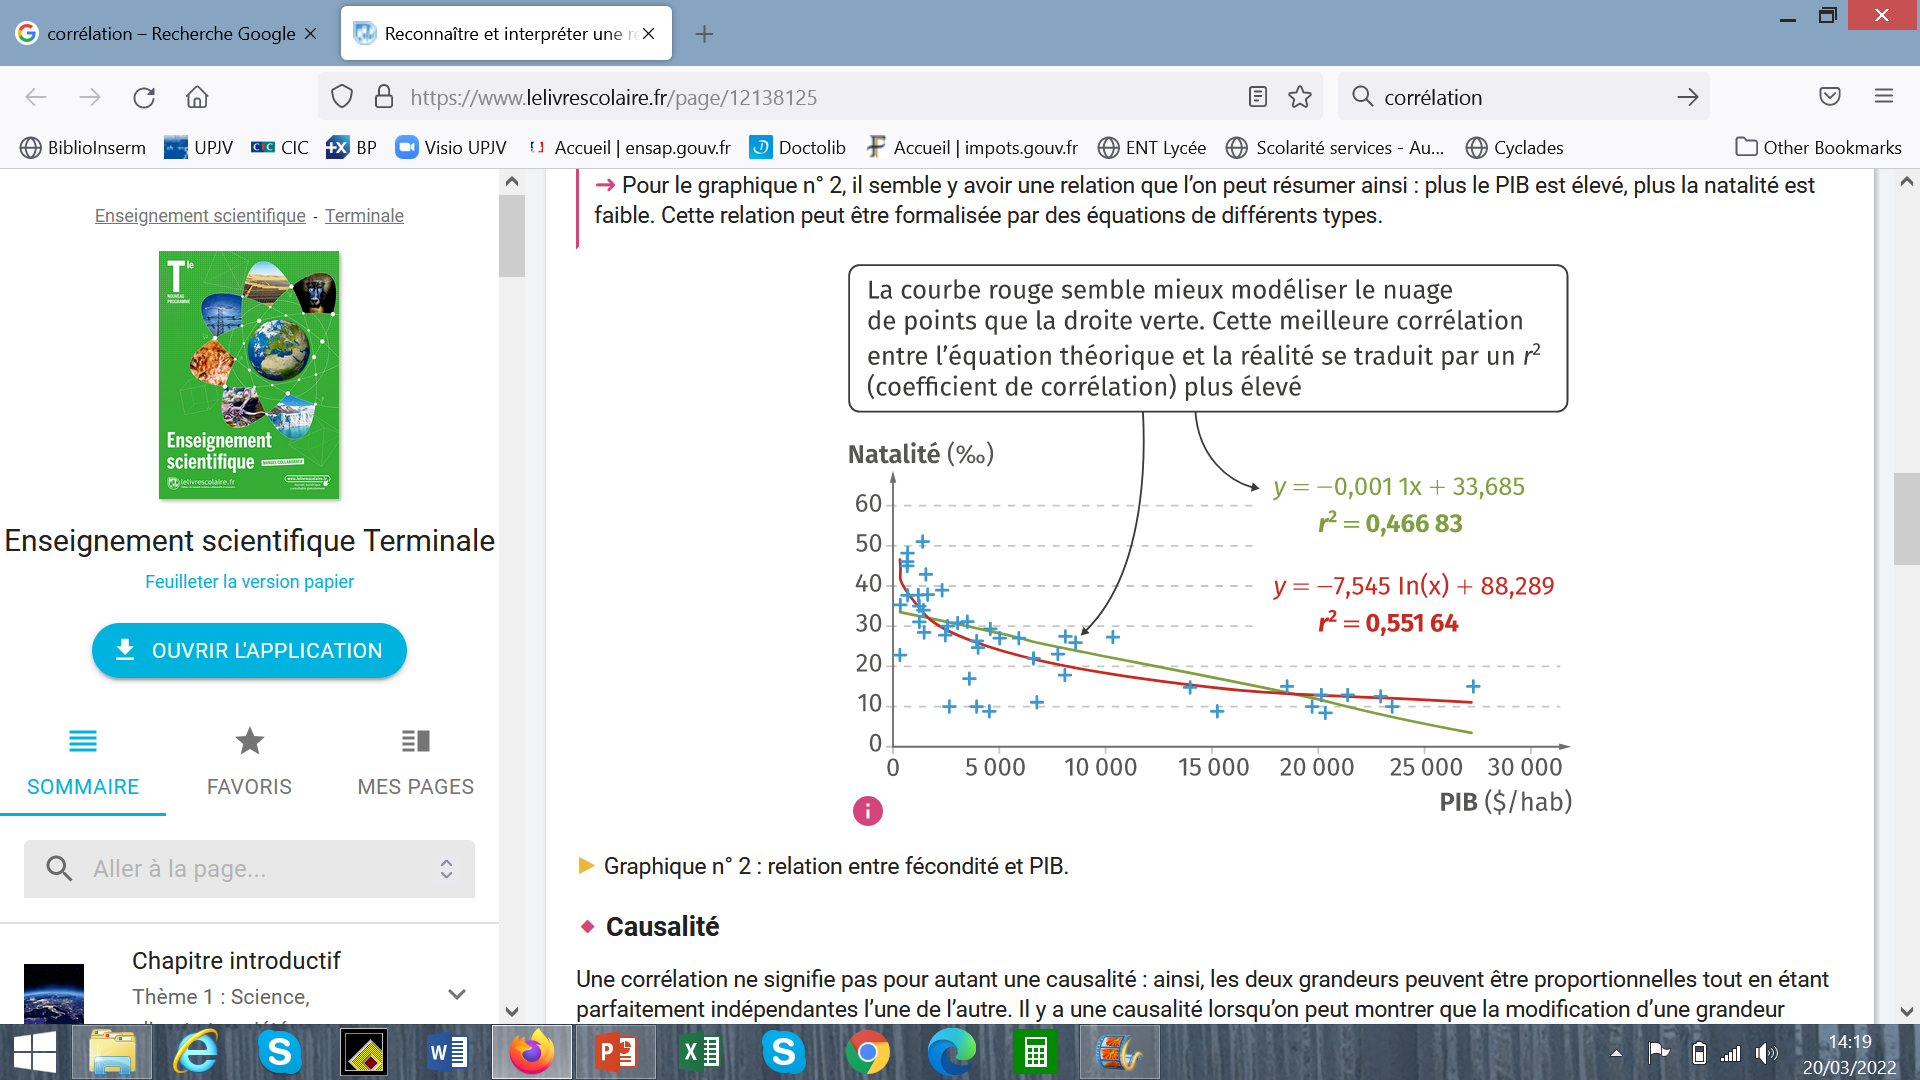 corrélation – Recherche Google
Reconnaître et interpréter une r
https://www.lelivrescolaire.fr/page/12138125
corrélation
BiblioInserm
UPJV
CIC
BP
Visio UPJV
Accueil | ensap.gouv.fr
Doctolib
Accueil | impots.gouv.fr
ENT Lycée
Scolarité services - Au...
Cyclades
Other Bookmarks
Enseignement scientifique - Terminale
T le
NOUVEAU
PROGRAMME
Enseignement
scientifique
MANUEL COLLABORATIF
lelivrescolaire.fr
Enseignement scientifique Terminale
Feuilleter la version papier
OUVRIR L'APPLICATION
SOMMAIRE
FAVORIS
MES PAGES
Aller à la page...
Chapitre introductif
Thème 1 : Science,
➔ Pour le graphique n° 2, il semble y avoir une relation que l’on peut résumer ainsi : plus le PIB est élevé, plus la natalité est
faible. Cette relation peut être formalisée par des équations de différents types.
La courbe rouge semble mieux modéliser le nuage
de points que la droite verte. Cette meilleure corrélation
entre l’équation théorique et la réalité se traduit par un r²
(coefficient de corrélation) plus élevé
Natalité (‰)
y = −0,001 1x + 33,685
r² = 0,466 83
y = −7,545 ln(x) + 88,289
r² = 0,551 64
60
50
40
30
20
10
0
0 5 000 10 000 15 000 20 000 25 000 30 000
PIB ($/hab)
i
Graphique n° 2 : relation entre fécondité et PIB.
Causalité
Une corrélation ne signifie pas pour autant une causalité : ainsi, les deux grandeurs peuvent être proportionnelles tout en étant
parfaitement indépendantes l’une de l’autre. Il y a une causalité lorsqu’on peut montrer que la modification d’une grandeur
14:19
20/03/2022